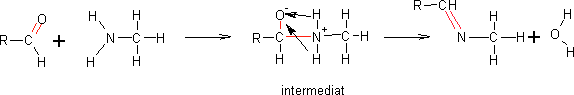 R CH
O H H O - H H H H
R C + N C H R C H N + C H N C H + O
H H H H H H H H
intermediat